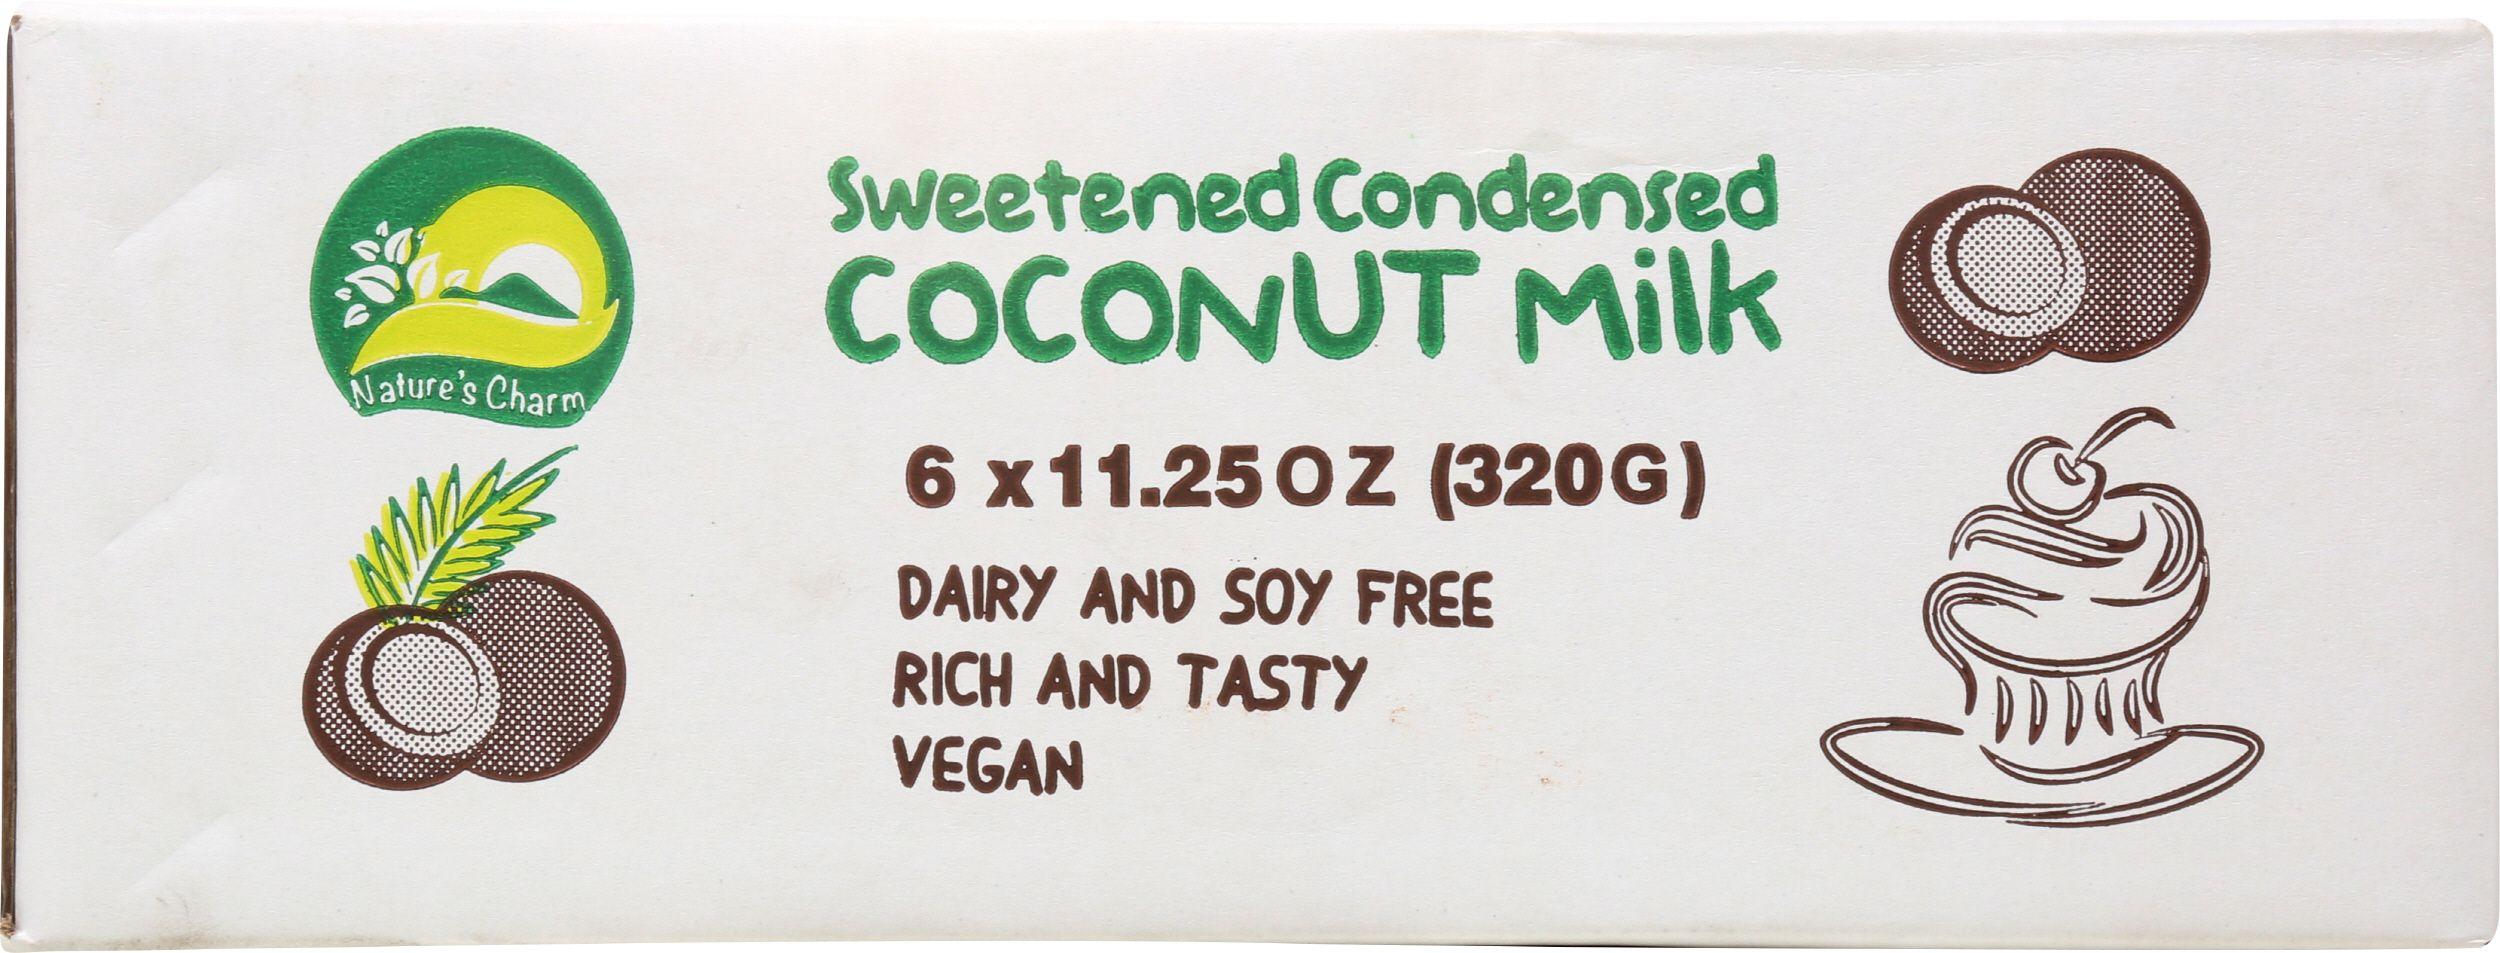 Nature's Charm
Sweetened Condensed
COCONUT Milk
6 x 11.25 OZ (320G)
DAIRY AND SOY FREE
RICH AND TASTY
VEGAN